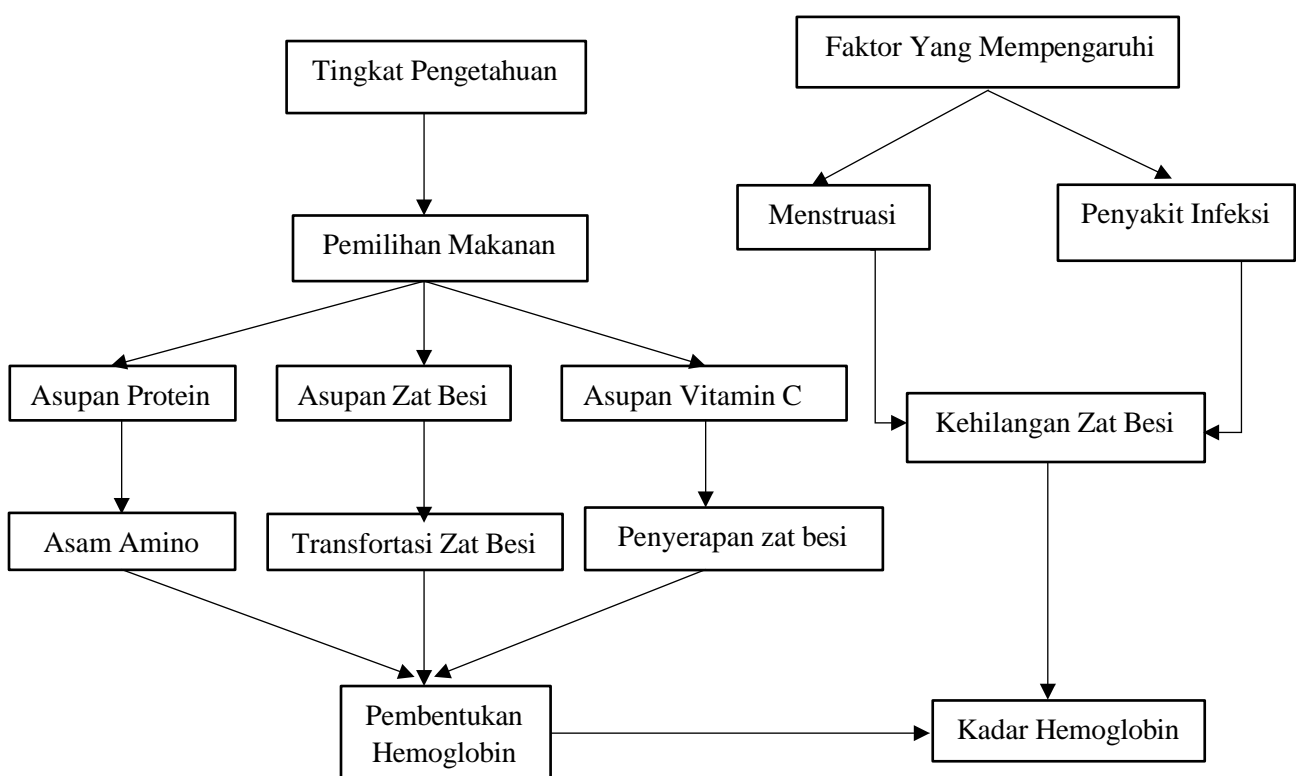 Faktor Yang Mempengaruhi
Tingkat Pengetahuan
Menstruasi
Penyakit Infeksi
Pemilihan Makanan
Asupan Protein
Asupan Zat Besi
Asupan Vitamin C
Kehilangan Zat Besi
Asam Amino
Transfortasi Zat Besi
Penyerapan zat besi
Pembentukan
Hemoglobin
Kadar Hemoglobin